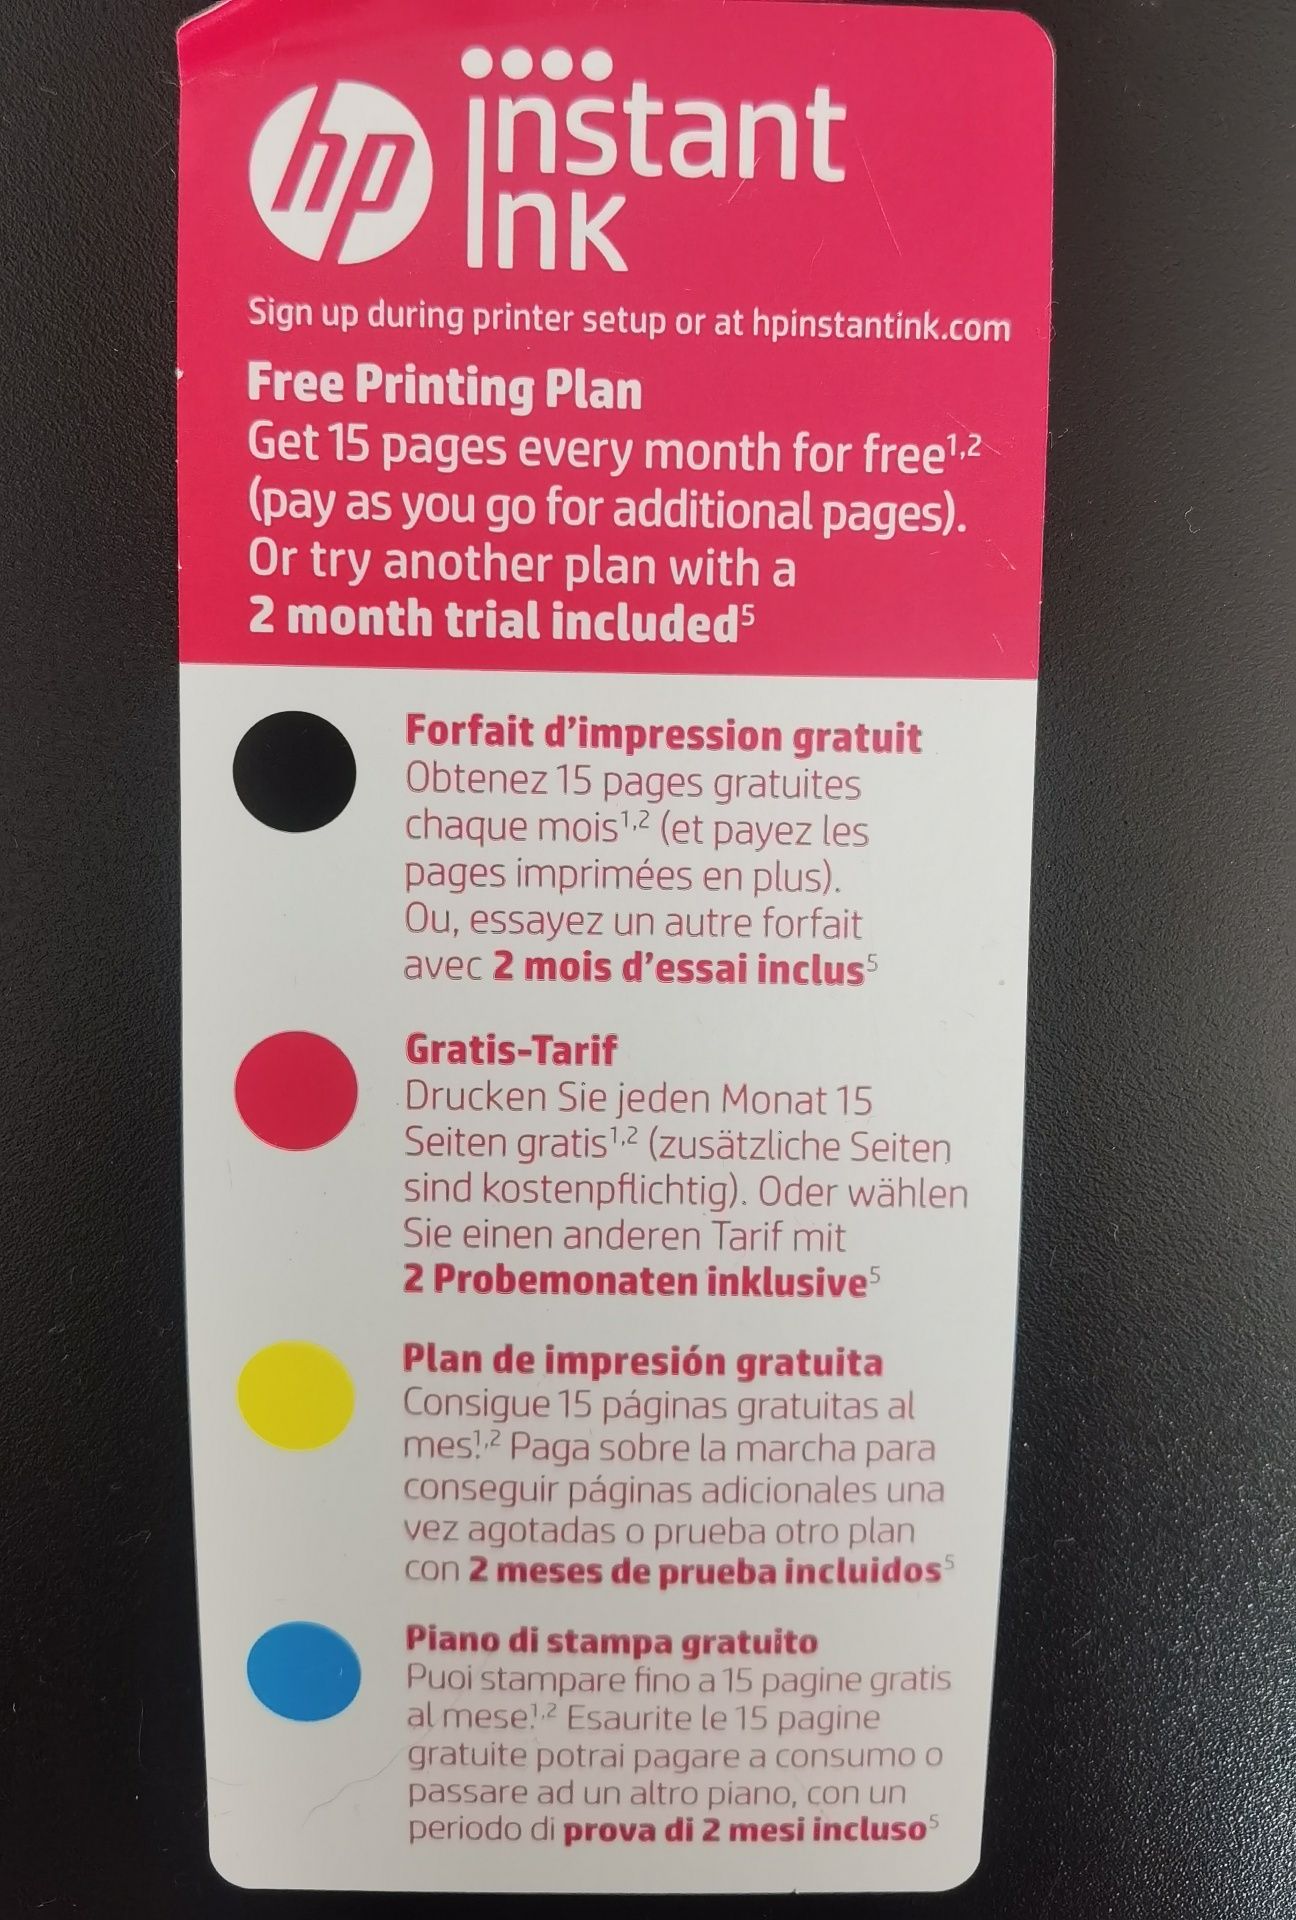 hp
instant
Ink
Sign up during printer setup or at hpinstantink.com
Free Printing Plan
Get 15 pages every month for free¹,²
(pay as you go for additional pages).
Or try another plan with a
2 month trial included⁵
Forfait d'impression gratuit
Obtenez 15 pages gratuites
chaque mois¹,² (et payez les
pages imprimées en plus).
Ou, essayez un autre forfait
avec 2 mois d'essai inclus⁵
Gratis-Tarif
Drucken Sie jeden Monat 15
Seiten gratis¹,² (zusätzliche Seiten
sind kostenpflichtig). Oder wählen
Sie einen anderen Tarif mit
2 Probemonaten inklusive⁵
Plan de impresión gratuita
Consigue 15 páginas gratuitas al
mes.¹,² Paga sobre la marcha para
conseguir páginas adicionales una
vez agotadas o prueba otro plan
con 2 meses de prueba incluidos⁵
Piano di stampa gratuito
Puoi stampare fino a 15 pagine gratis
al mese.¹,² Esaurite le 15 pagine
gratuite potrai pagare a consumo o
passare ad un altro piano, con un
periodo di prova di 2 mesi incluso⁵